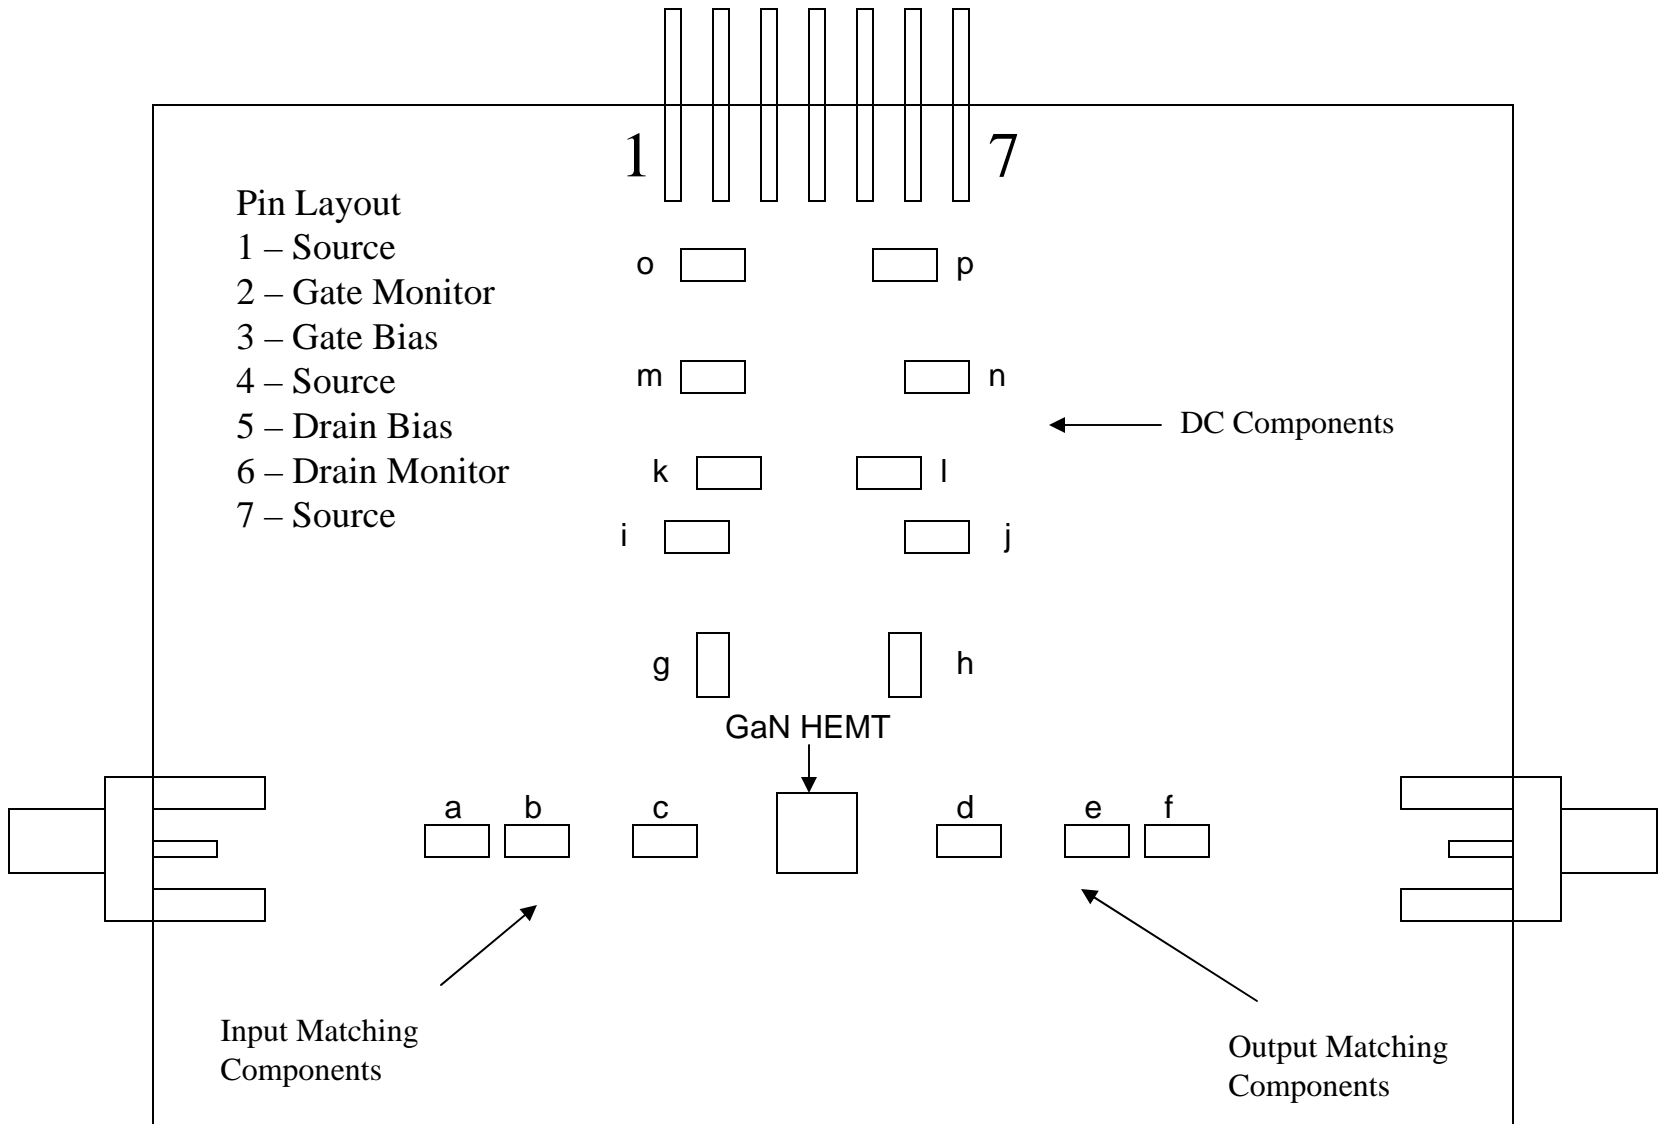 1
7
Pin Layout
1 – Source
2 – Gate Monitor
3 – Gate Bias
4 – Source
5 – Drain Bias
6 – Drain Monitor
7 – Source
o
p
m
n
DC Components
k
l
i
j
g
h
GaN HEMT
a
b
c
d
e
f
Input Matching
Components
Output Matching
Components